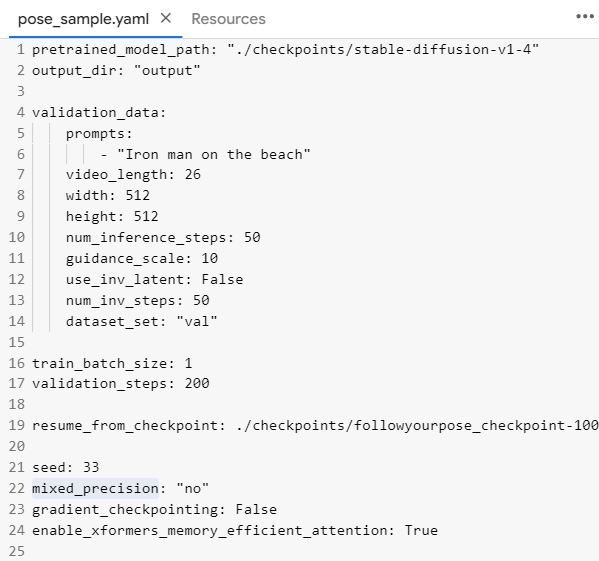 pose_sample.yaml × Resources •••
1 pretrained_model_path: "./checkpoints/stable-diffusion-v1-4"
2 output_dir: "output"
3
4 validation_data:
5     prompts:
6         - "Iron man on the beach"
7     video_length: 26
8     width: 512
9     height: 512
10     num_inference_steps: 50
11     guidance_scale: 10
12     use_inv_latent: False
13     num_inv_steps: 50
14     dataset_set: "val"
15
16 train_batch_size: 1
17 validation_steps: 200
18
19 resume_from_checkpoint: ./checkpoints/followyourpose_checkpoint-100
20
21 seed: 33
22 mixed_precision: "no"
23 gradient_checkpointing: False
24 enable_xformers_memory_efficient_attention: True
25